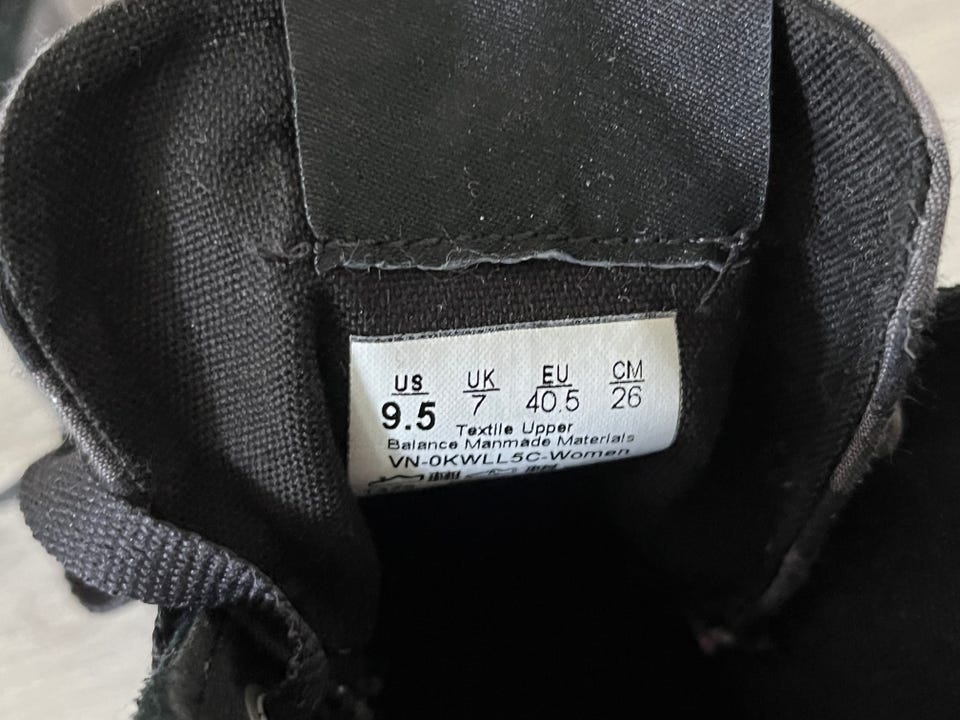 US UK EU CM
9.5 7 40.5 26
Textile Upper
Balance Manmade Materials
VN-0KWLL5C-Women